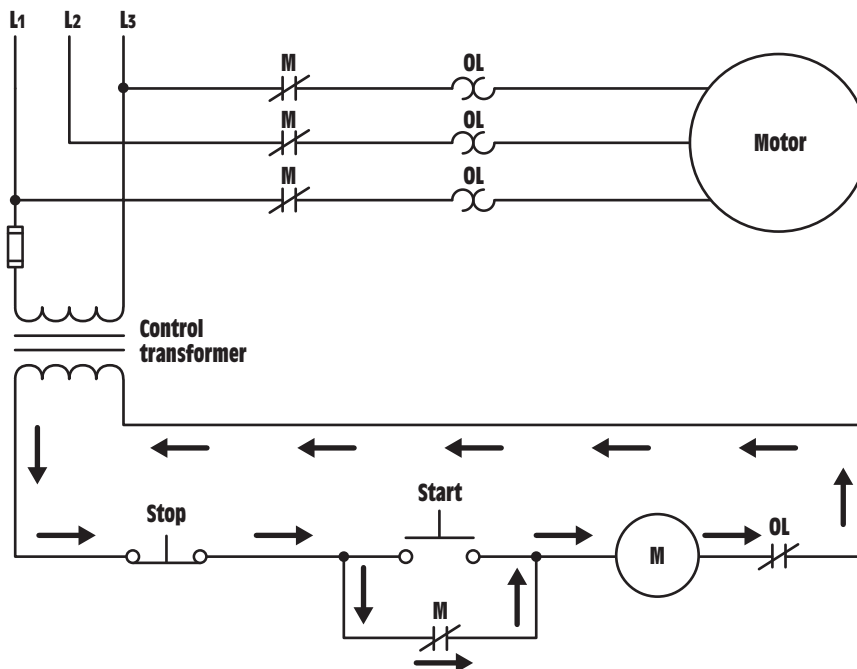 L1 L2 L3
M OL
M OL
Motor
M OL
Control
transformer
Start
Stop
OL
M
M